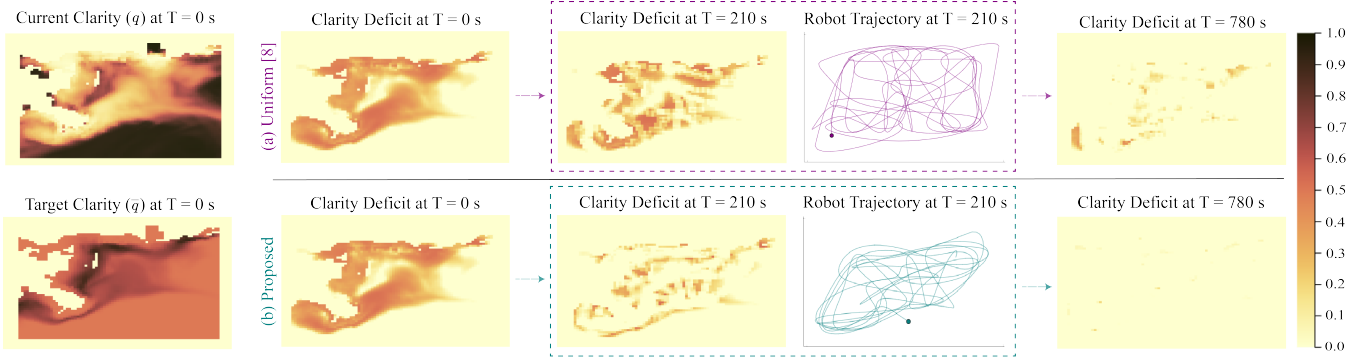 Current Clarity (q) at T = 0 s
(a) Uniform [8]
Clarity Deficit at T = 0 s
Clarity Deficit at T = 210 s
Robot Trajectory at T = 210 s
Clarity Deficit at T = 780 s
Target Clarity (q̅) at T = 0 s
(b) Proposed
Clarity Deficit at T = 0 s
Clarity Deficit at T = 210 s
Robot Trajectory at T = 210 s
Clarity Deficit at T = 780 s
1.0
0.9
0.8
0.7
0.6
0.5
0.4
0.3
0.2
0.1
0.0